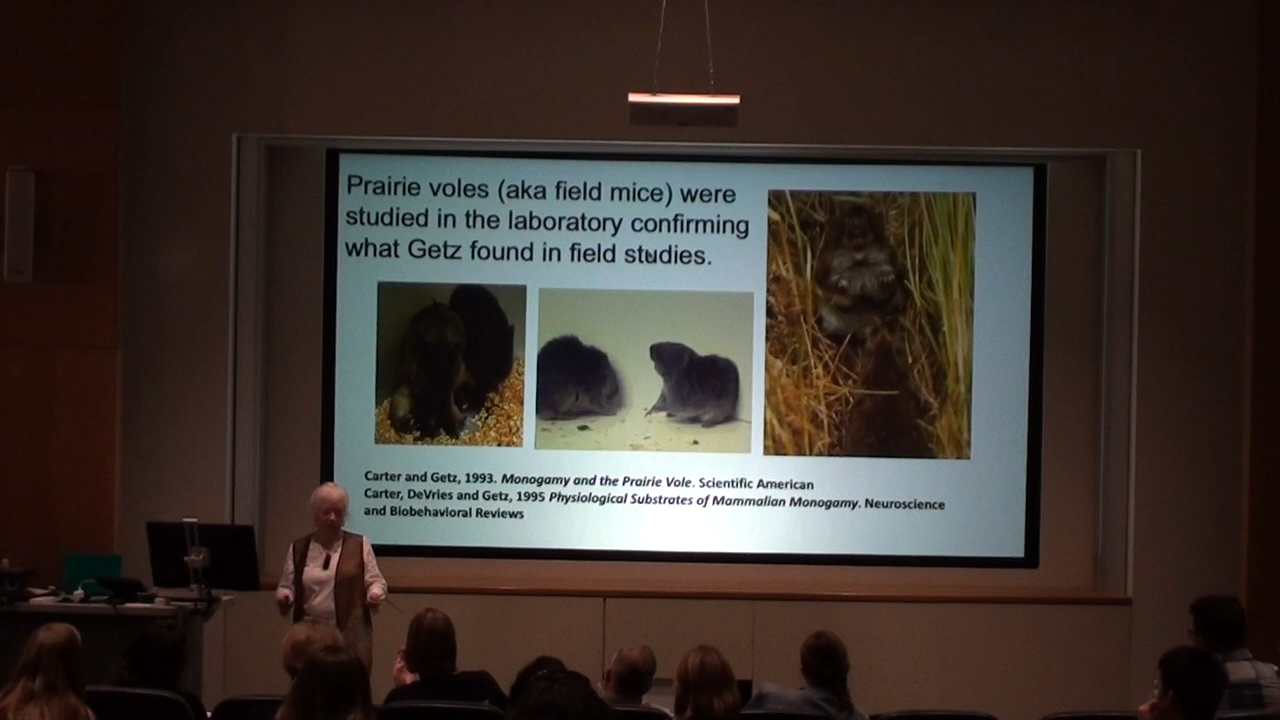 Prairie voles (aka field mice) were
studied in the laboratory confirming
what Getz found in field studies.
Carter and Getz, 1993. Monogamy and the Prairie Vole. Scientific American
Carter, DeVries and Getz, 1995 Physiological Substrates of Mammalian Monogamy. Neuroscience
and Biobehavioral Reviews